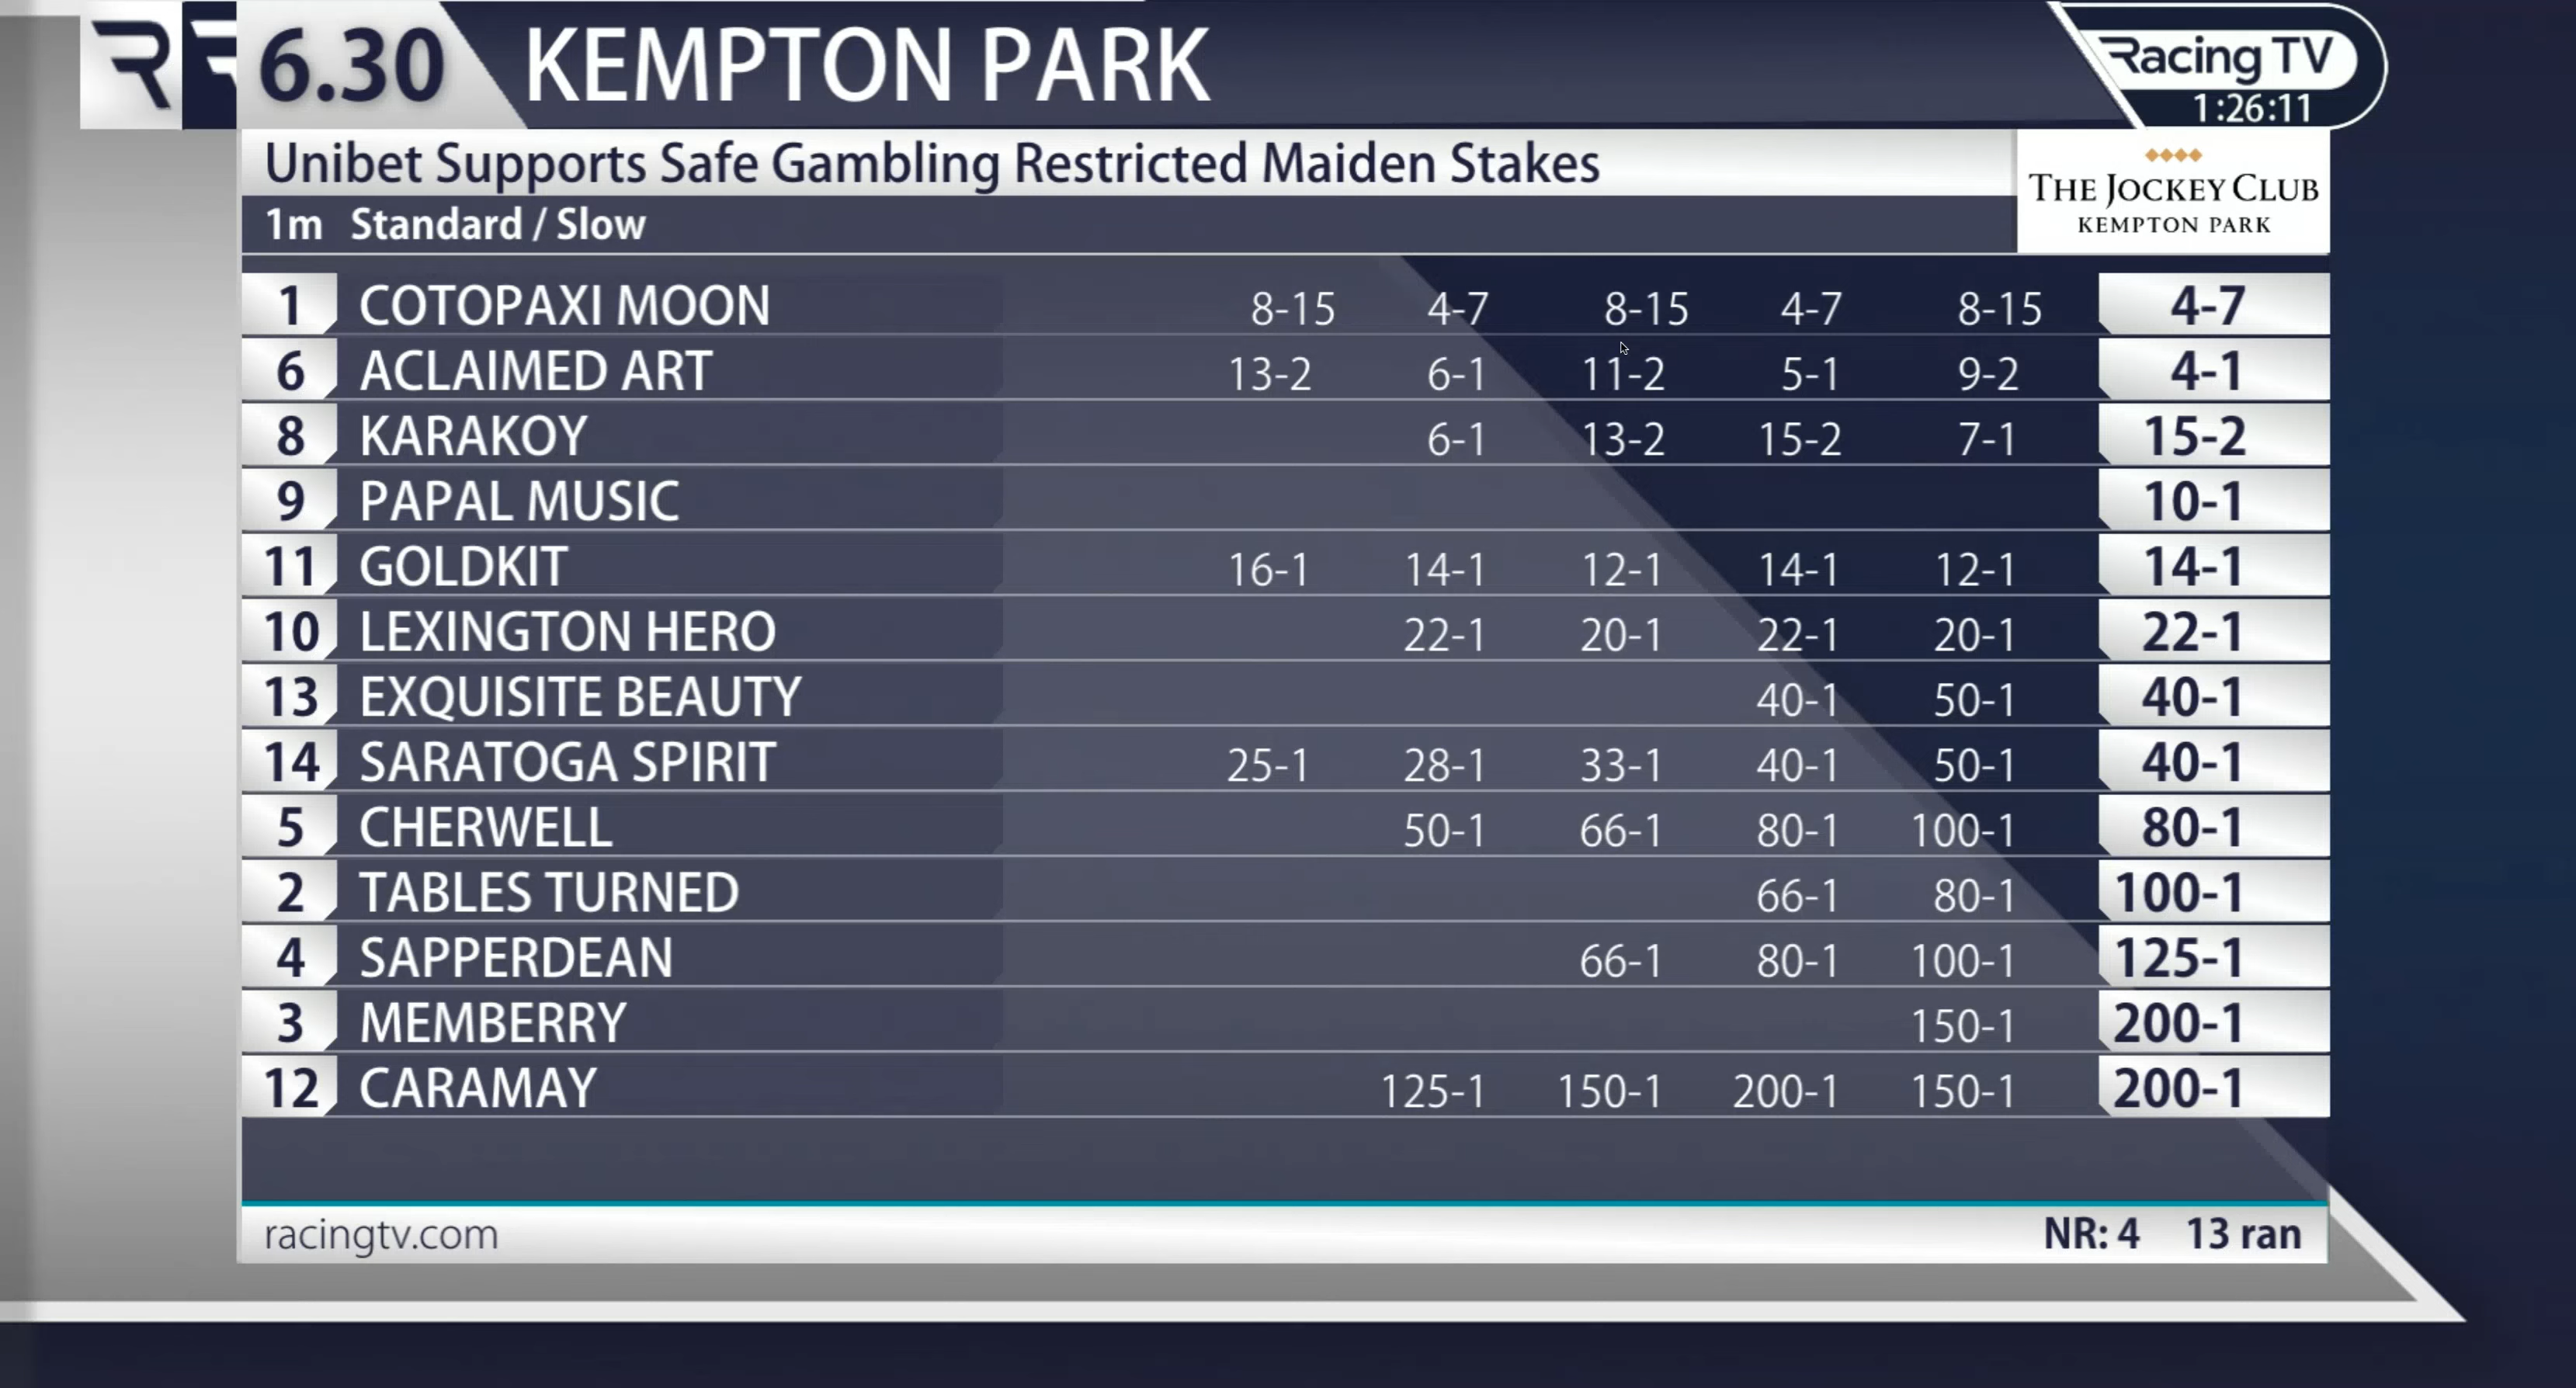 6.30 KEMPTON PARK
Racing TV
1:26:11
Unibet Supports Safe Gambling Restricted Maiden Stakes
THE JOCKEY CLUB
KEMPTON PARK
1m Standard / Slow
1 COTOPAXI MOON 8-15 4-7 8-15 4-7 8-15 4-7
6 ACLAIMED ART 13-2 6-1 11-2 5-1 9-2 4-1
8 KARAKOY 6-1 13-2 15-2 7-1 15-2
9 PAPAL MUSIC 10-1
11 GOLDKIT 16-1 14-1 12-1 14-1 12-1 14-1
10 LEXINGTON HERO 22-1 20-1 22-1 20-1 22-1
13 EXQUISITE BEAUTY 40-1 50-1 40-1
14 SARATOGA SPIRIT 25-1 28-1 33-1 40-1 50-1 40-1
5 CHERWELL 50-1 66-1 80-1 100-1 80-1
2 TABLES TURNED 66-1 80-1 100-1
4 SAPPERDEAN 66-1 80-1 100-1 125-1
3 MEMBERRY 150-1 200-1
12 CARAMAY 125-1 150-1 200-1 150-1 200-1
racingtv.com NR: 4 13 ran